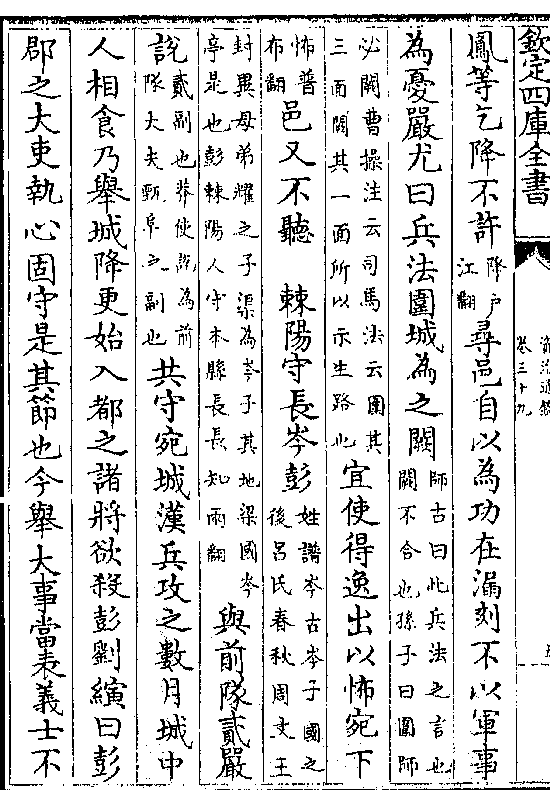 欽定四庫全書
資治通鑑
卷三十九
五
鳳等乞降不許降户江翻尋邑自以為功在漏刻不以軍事
為憂嚴尤曰兵法圍城為之闕師古曰此兵法之言也闕不合也孫子曰圍師
必闕曹操注云司馬法云圍其三面闕其一面所以示生路也宜使得逸出以怖宛下
怖普布翻邑又不聽 棘陽守長岑彭姓譜岑古岑子國之後吕氏春秋周文王
封異母弟耀之子渠為岑子其地梁國岑亭是也彭棘陽人守本縣長長知兩翻與前隊貳嚴
說貳副也莽使說為前隊大夫甄阜之副也共守宛城漢兵攻之數月城中
人相食乃舉城降更始入都之諸將欲殺彭劉縯曰彭
郡之大吏執心固守是其節也今舉大事當表義士不